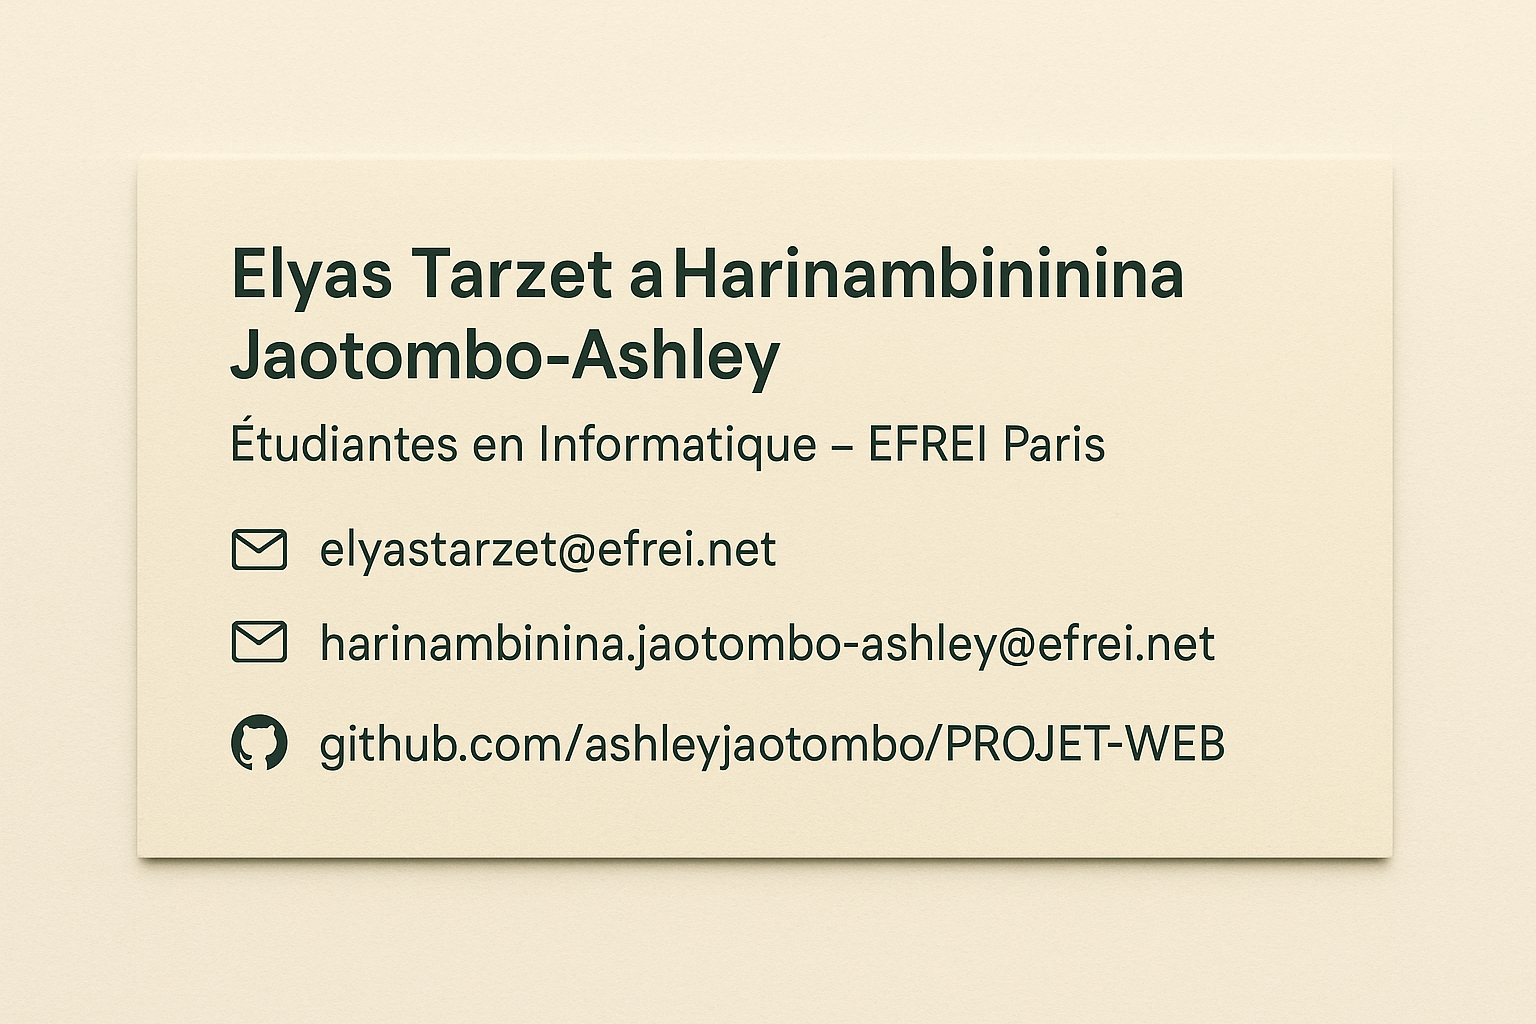 Elyas Tarzet a Harinambininina
Jaotombo-Ashley
Étudiantes en Informatique – EFREI Paris
elyastarzet@efrei.net
harinambinina.jaotombo-ashley@efrei.net
github.com/ashleyjaotombo/PROJET-WEB